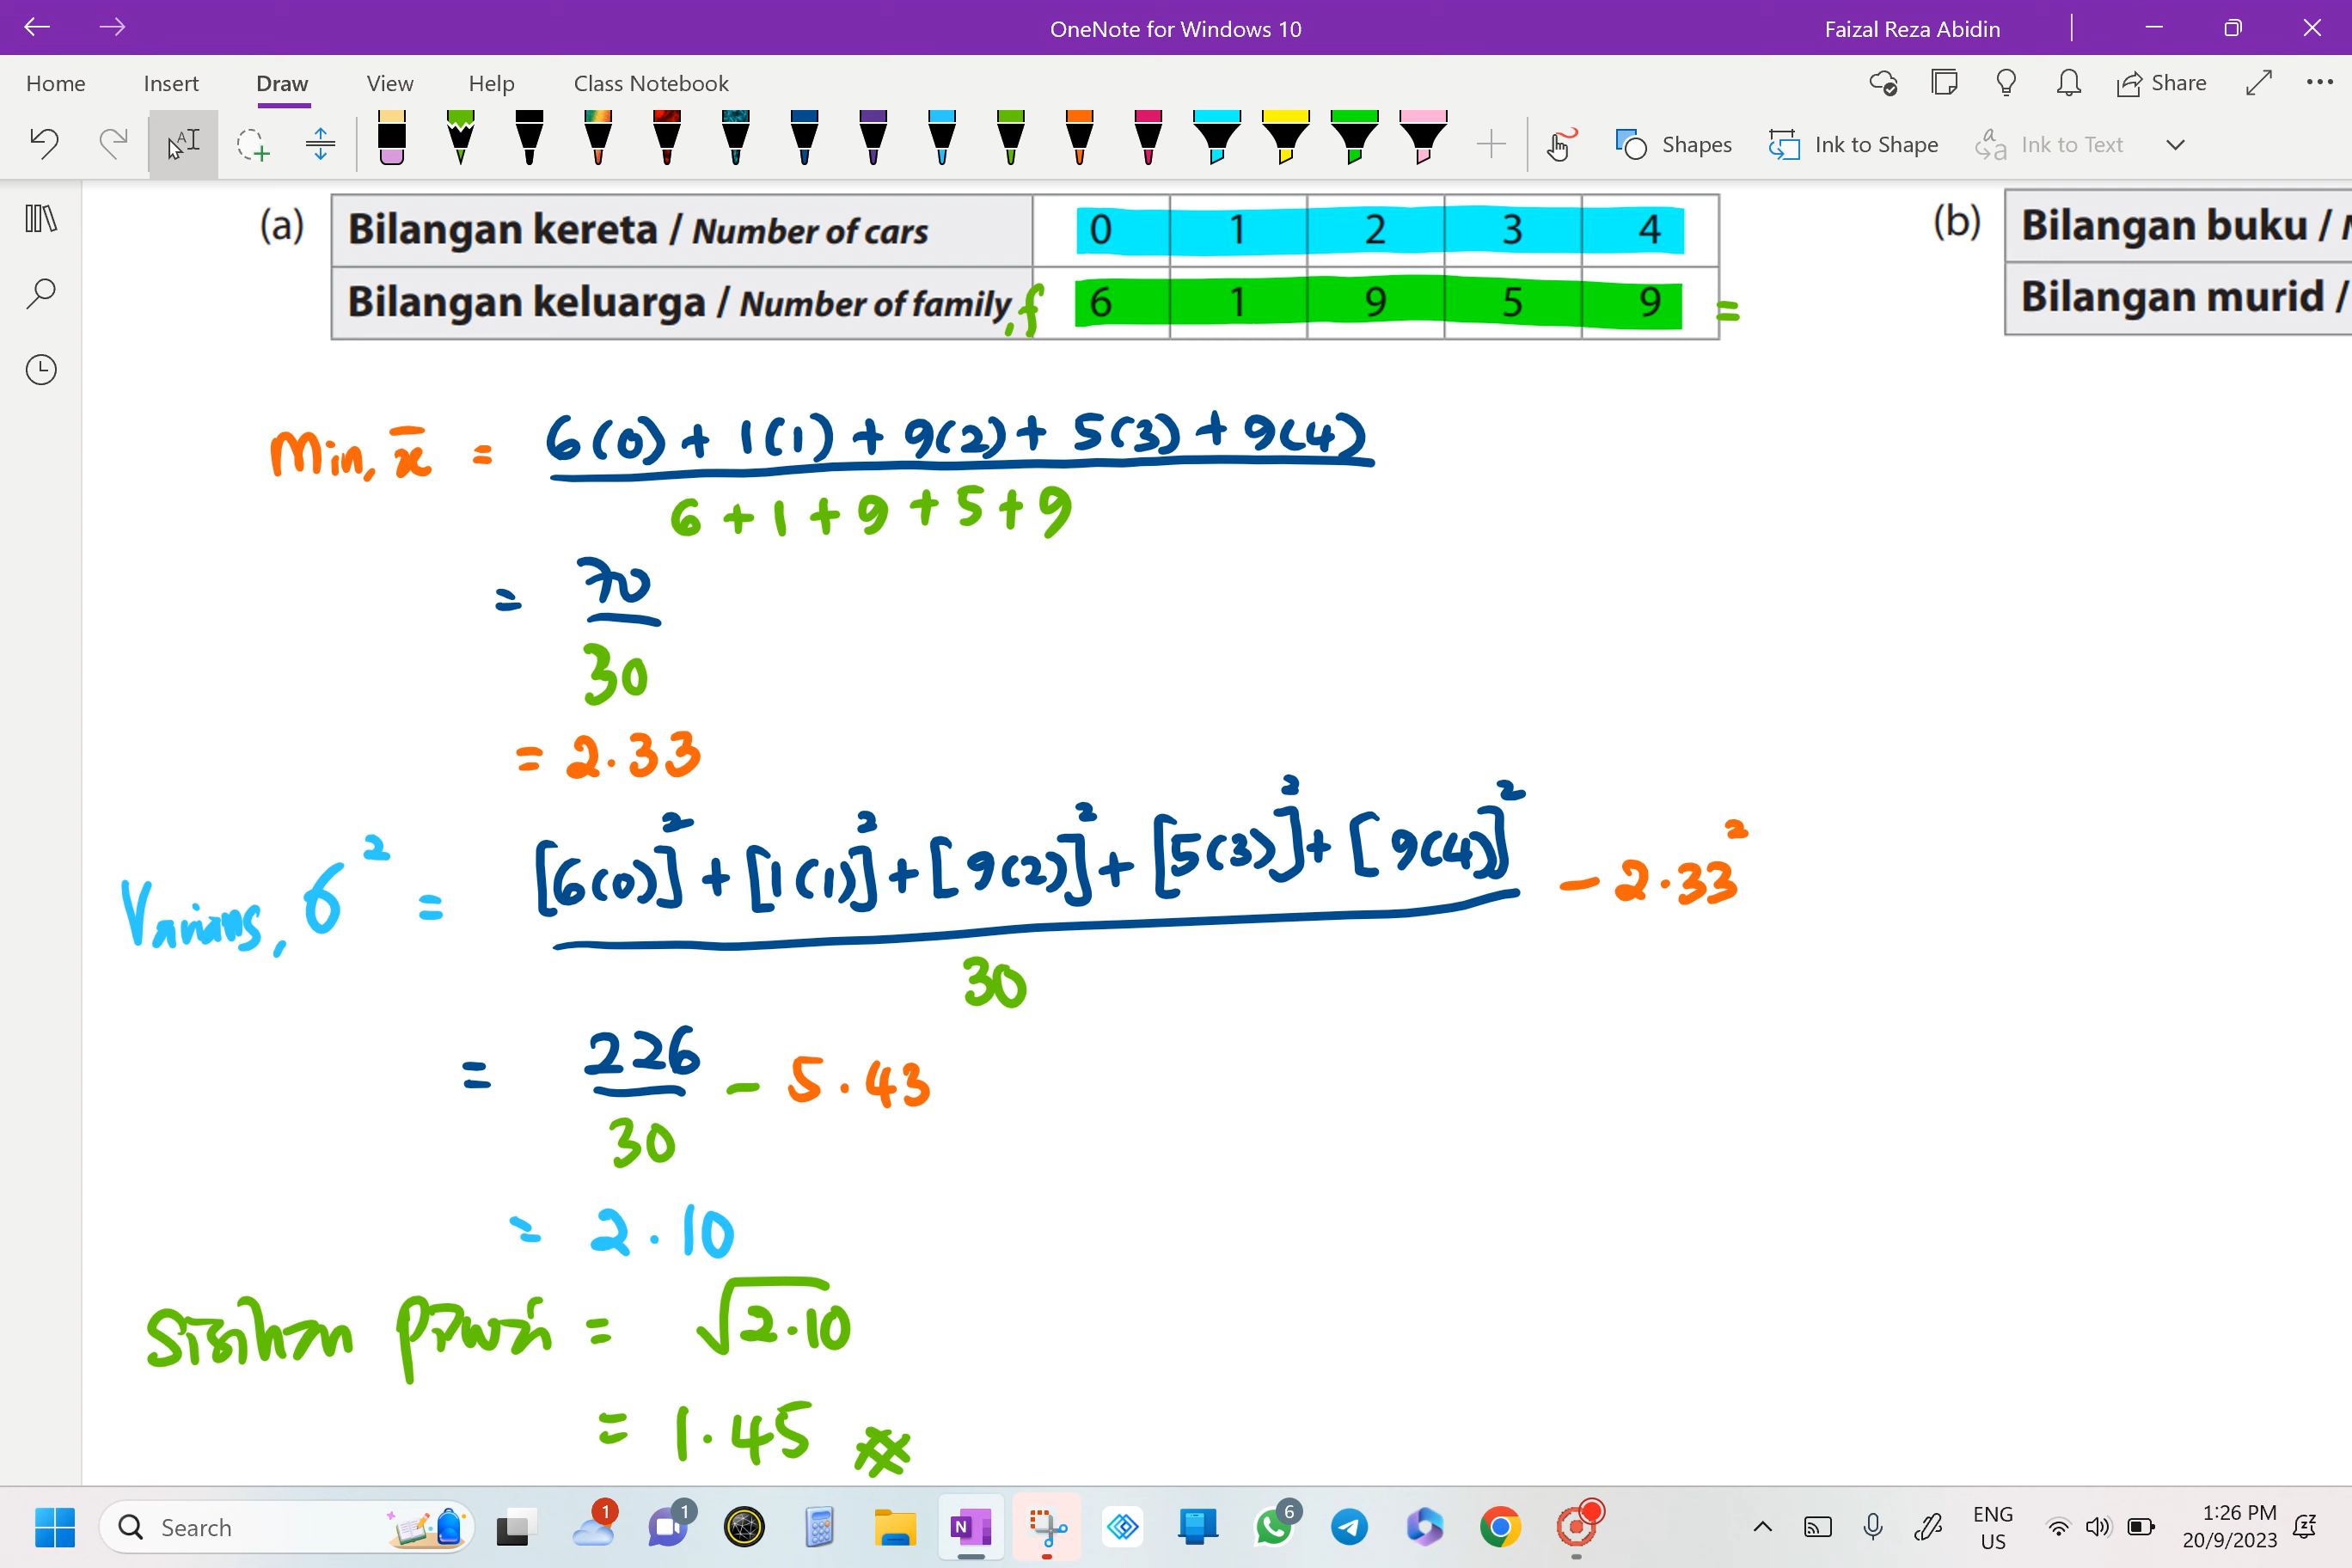 OneNote for Windows 10
Faizal Reza Abidin
Home Insert Draw View Help Class Notebook Share
Shapes Ink to Shape Ink to Text
(a) Bilangan kereta / Number of cars 0 1 2 3 4
Bilangan keluarga / Number of family, f 6 1 9 5 9 =
(b) Bilangan buku /
Bilangan murid /
Min, x̄ = 6(0) + 1(1) + 9(2) + 5(3) + 9(4)
6 + 1 + 9 + 5 + 9
= 70
30
= 2.33
Varians, σ² = [6(0)]² + [1(1)]² + [9(2)]² + [5(3)]² + [9(4)]² - 2.33²
30
= 226 - 5.43
30
= 2.10
Sisihan piawai = √2.10
= 1.45
Search
1
1
6
ENG
US
1:26 PM
20/9/2023